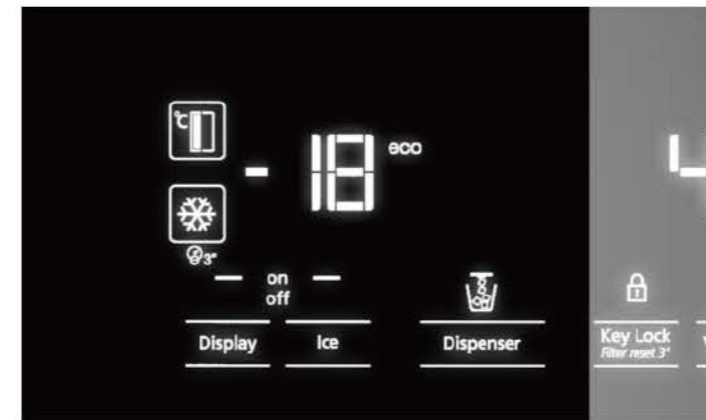 °C
- 18 eco
3"
on
off
Display
Ice
Dispenser
Key Lock
Filter reset 3"